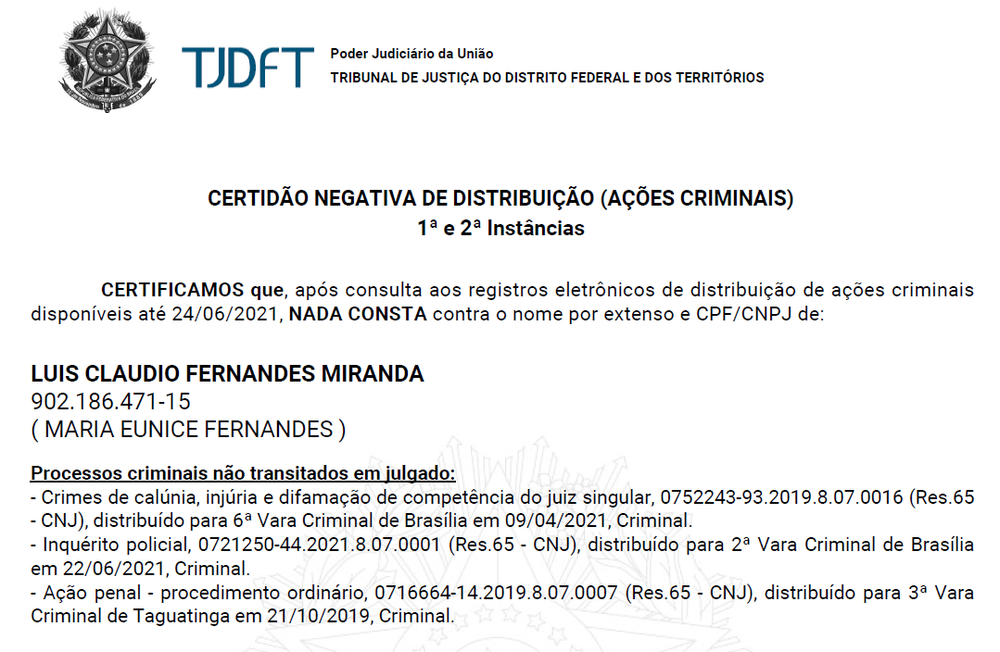 TJDFT
Poder Judiciário da União
TRIBUNAL DE JUSTIÇA DO DISTRITO FEDERAL E DOS TERRITÓRIOS
CERTIDÃO NEGATIVA DE DISTRIBUIÇÃO (AÇÕES CRIMINAIS)
1ª e 2ª Instâncias
CERTIFICAMOS que, após consulta aos registros eletrônicos de distribuição de ações criminais
disponíveis até 24/06/2021, NADA CONSTA contra o nome por extenso e CPF/CNPJ de:
LUIS CLAUDIO FERNANDES MIRANDA
902.186.471-15
( MARIA EUNICE FERNANDES )
Processos criminais não transitados em julgado:
- Crimes de calúnia, injúria e difamação de competência do juiz singular, 0752243-93.2019.8.07.0016 (Res.65
- CNJ), distribuído para 6ª Vara Criminal de Brasília em 09/04/2021, Criminal.
- Inquérito policial, 0721250-44.2021.8.07.0001 (Res.65 - CNJ), distribuído para 2ª Vara Criminal de Brasília
em 22/06/2021, Criminal.
- Ação penal - procedimento ordinário, 0716664-14.2019.8.07.0007 (Res.65 - CNJ), distribuído para 3ª Vara
Criminal de Taguatinga em 21/10/2019, Criminal.